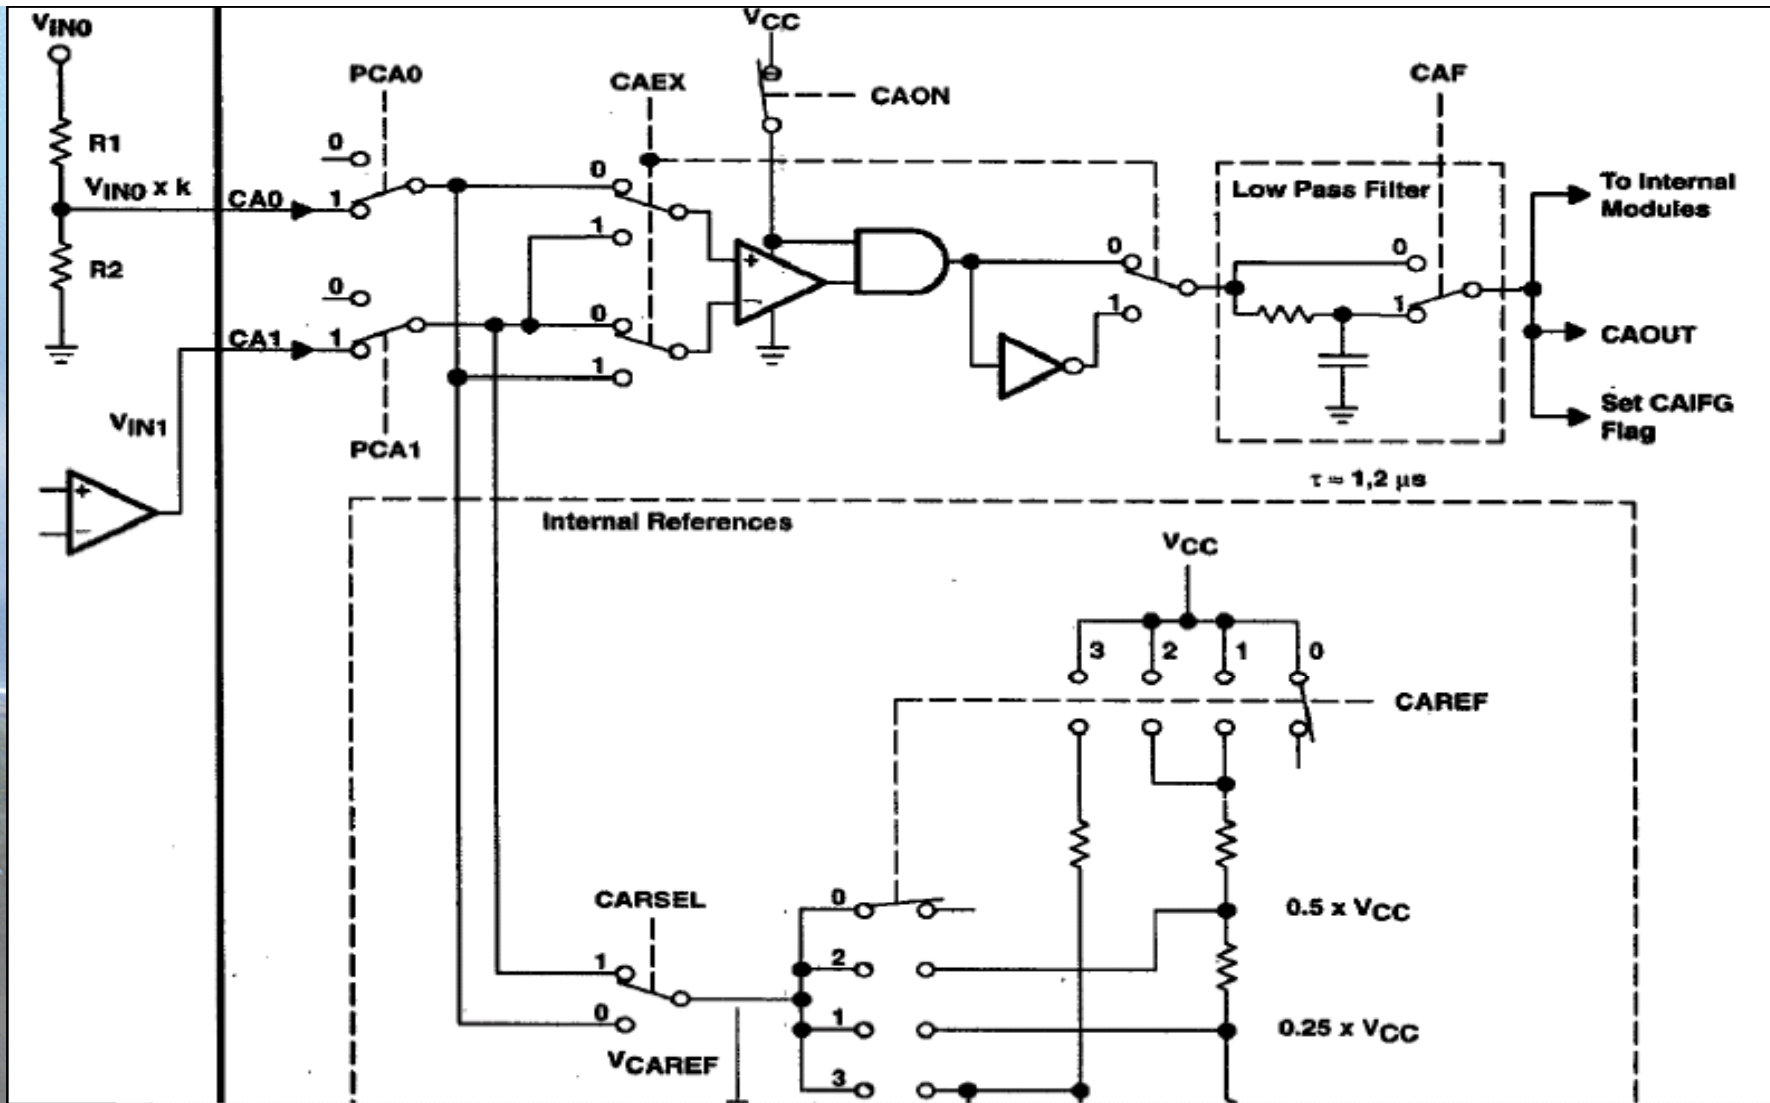 VIN0
VCC
PCA0
CAEX
CAON
CAF
R1
0
0
Low Pass Filter
To Internal
Modules
VIN0 x k
CA0
1
1
0
0
R2
0
0
1
1
CA1
1
1
CAOUT
VIN1
PCA1
Set CAIFG
Flag
τ ≈ 1,2 μs
Internal References
VCC
3
2
1
0
CAREF
CARSEL
0
0.5 x VCC
1
2
0
1
0.25 x VCC
VCAREF
3